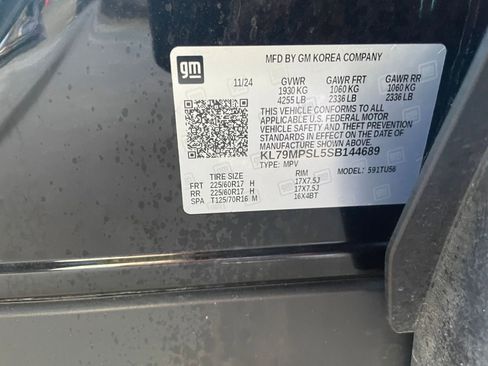 gm
MFD BY GM KOREA COMPANY
11/24 GVWR GAWR FRT GAWR RR
1930 KG 1060 KG 1060 KG
4255 LB 2336 LB 2336 LB
THIS VEHICLE CONFORMS TO ALL
APPLICABLE U.S. FEDERAL MOTOR
VEHICLE SAFETY, BUMPER, AND THEFT
PREVENTION STANDARDS IN EFFECT ON THE
DATE OF MANUFACTURE SHOWN ABOVE.
KL79MPSL5SB144689
TYPE: MPV MODEL: 591TU56
TIRE SIZE RIM
FRT 225/60R17 H 17X7.5J
RR 225/60R17 H 17X7.5J
SPA T125/70R16 M 16X4BT